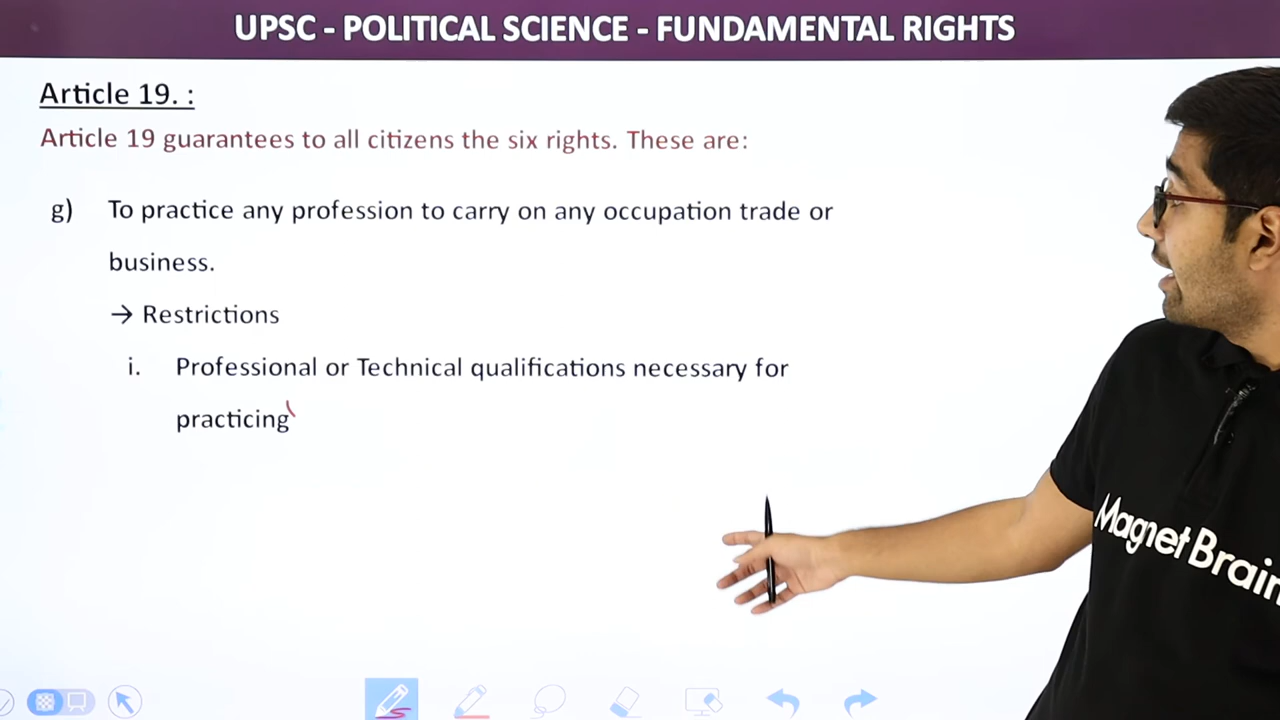 UPSC - POLITICAL SCIENCE - FUNDAMENTAL RIGHTS
Article 19. :
Article 19 guarantees to all citizens the six rights. These are:
g) To practice any profession to carry on any occupation trade or
business.
→ Restrictions
i. Professional or Technical qualifications necessary for
practicing
Magnet Brain